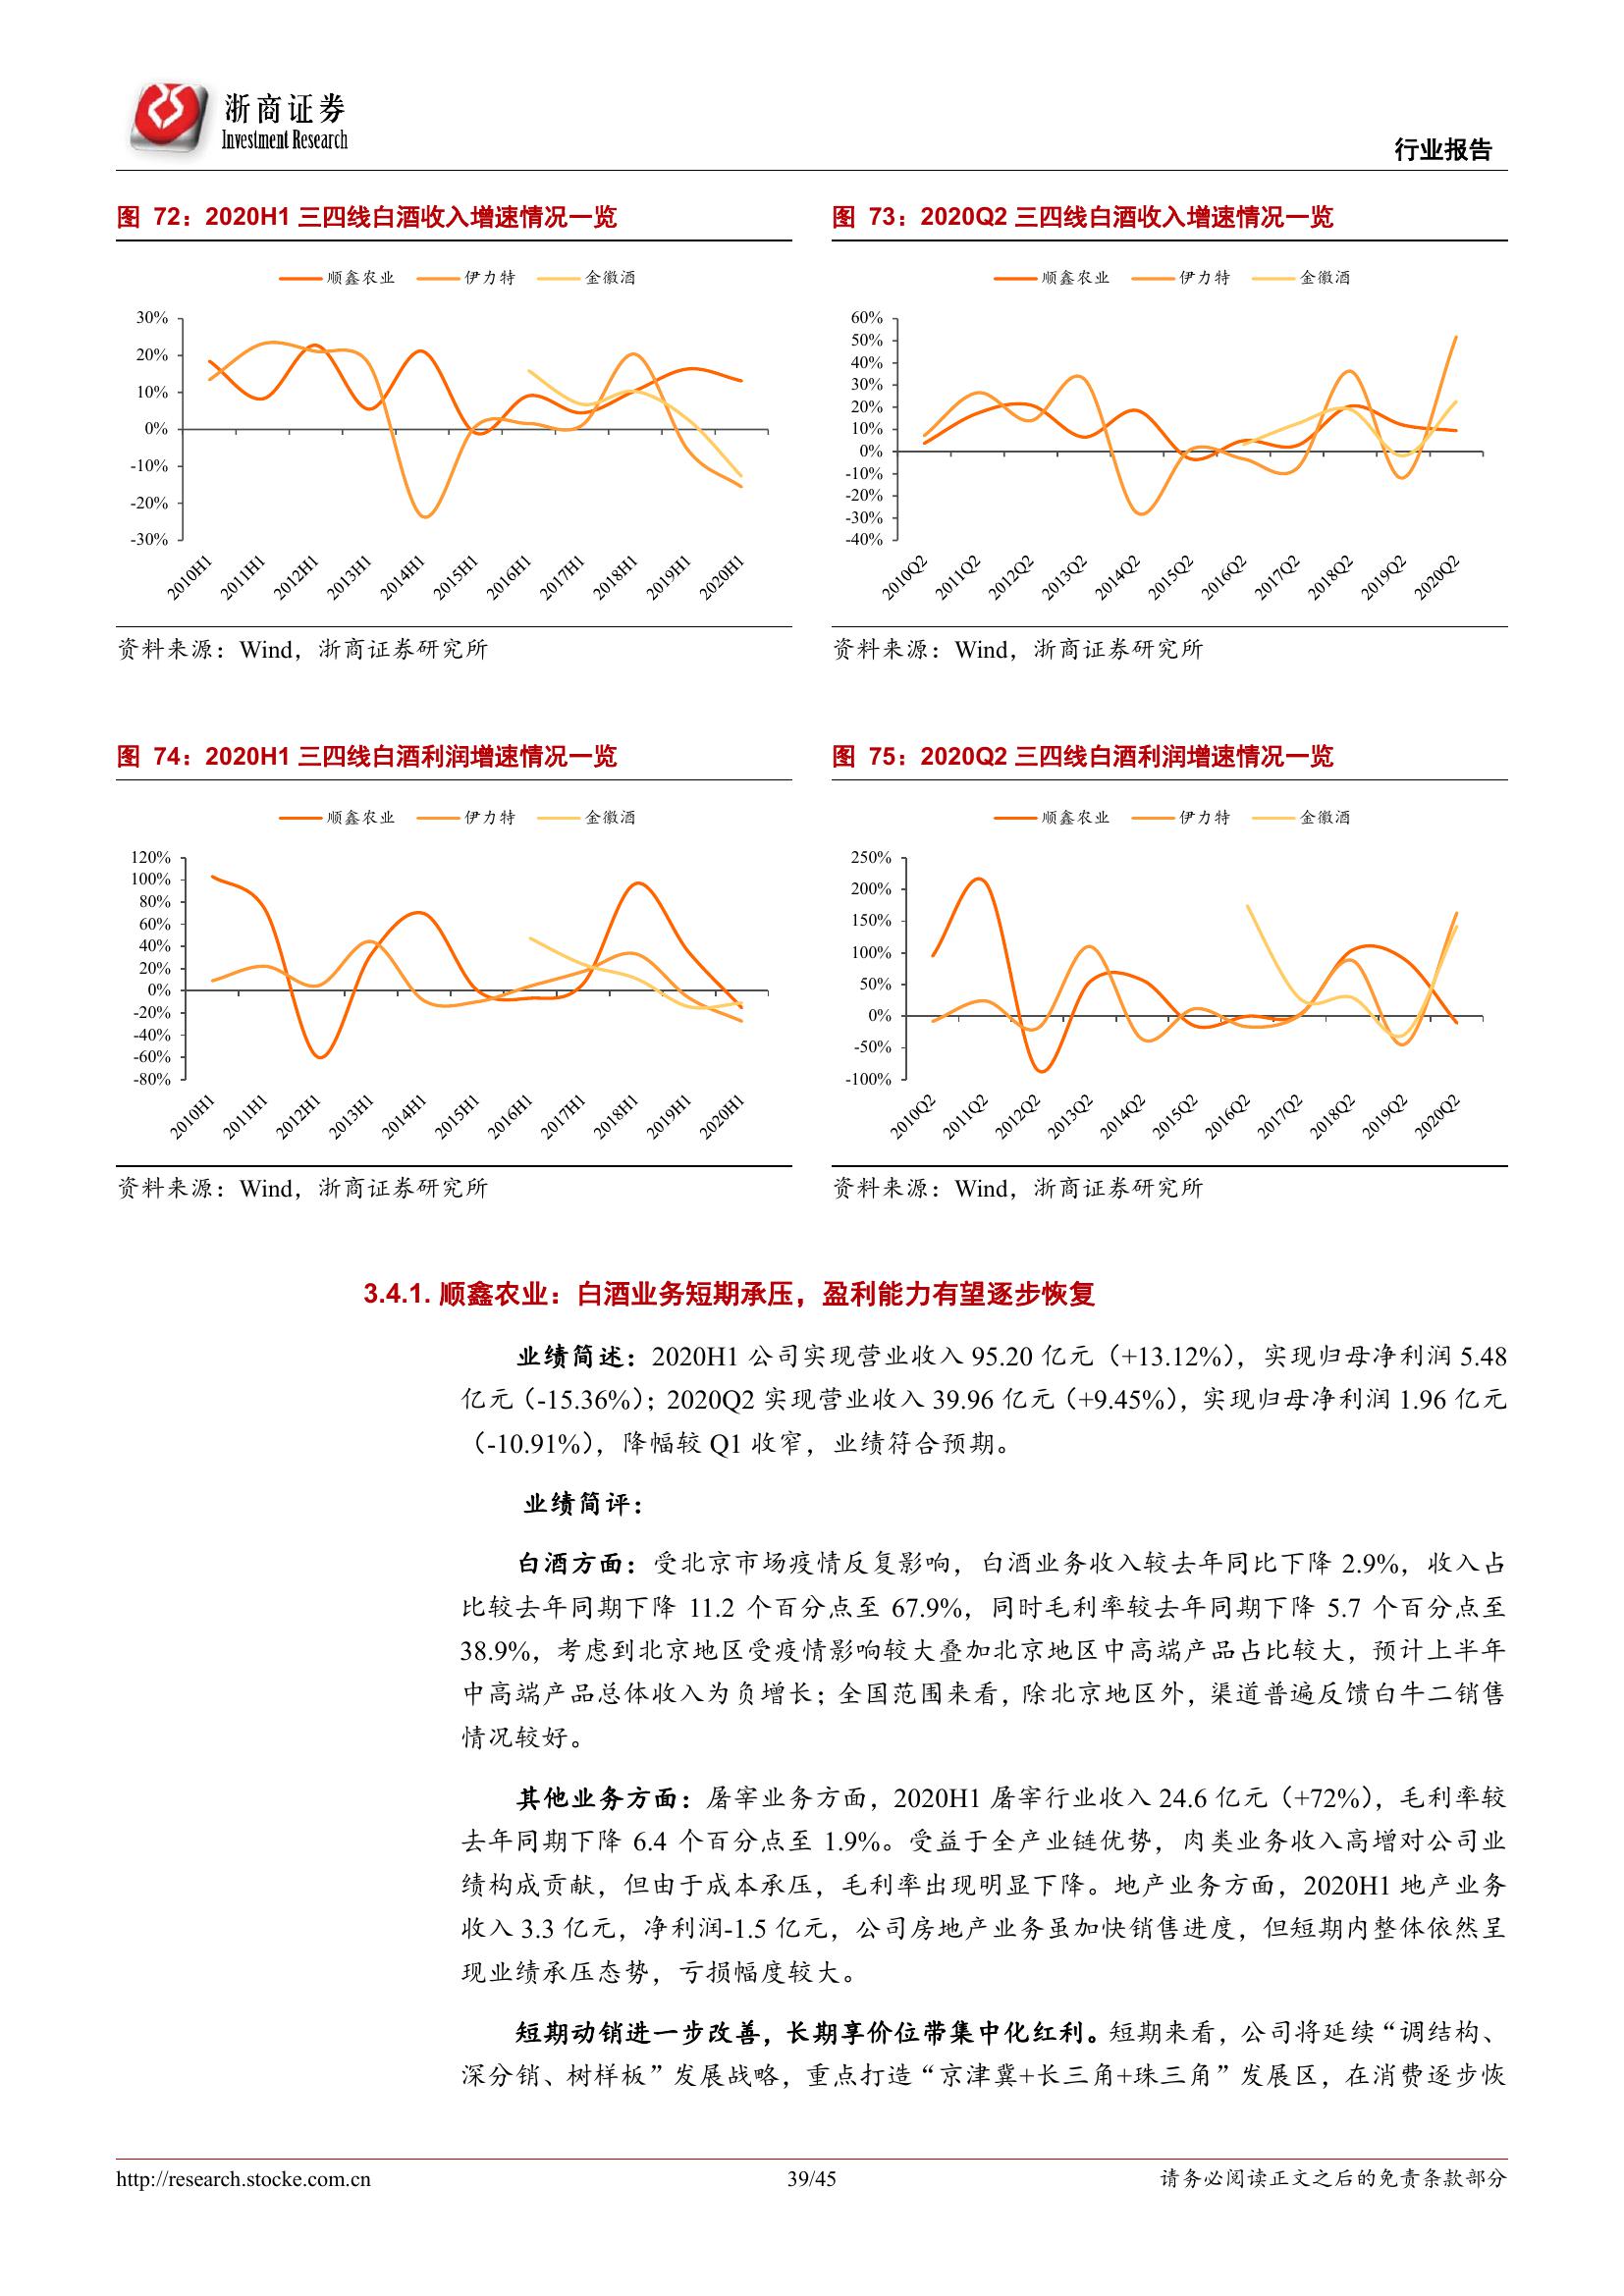 浙商证券
Investment Research
行业报告
图 72：2020H1 三四线白酒收入增速情况一览
顺鑫农业 伊力特 金徽酒
30%
20%
10%
0%
-10%
-20%
-30%
2010H1 2011H1 2012H1 2013H1 2014H1 2015H1 2016H1 2017H1 2018H1 2019H1 2020H1
资料来源：Wind，浙商证券研究所
图 73：2020Q2 三四线白酒收入增速情况一览
顺鑫农业 伊力特 金徽酒
60%
50%
40%
30%
20%
10%
0%
-10%
-20%
-30%
-40%
2010Q2 2011Q2 2012Q2 2013Q2 2014Q2 2015Q2 2016Q2 2017Q2 2018Q2 2019Q2 2020Q2
资料来源：Wind，浙商证券研究所
图 74：2020H1 三四线白酒利润增速情况一览
顺鑫农业 伊力特 金徽酒
120%
100%
80%
60%
40%
20%
0%
-20%
-40%
-60%
-80%
2010H1 2011H1 2012H1 2013H1 2014H1 2015H1 2016H1 2017H1 2018H1 2019H1 2020H1
资料来源：Wind，浙商证券研究所
图 75：2020Q2 三四线白酒利润增速情况一览
顺鑫农业 伊力特 金徽酒
250%
200%
150%
100%
50%
0%
-50%
-100%
2010Q2 2011Q2 2012Q2 2013Q2 2014Q2 2015Q2 2016Q2 2017Q2 2018Q2 2019Q2 2020Q2
资料来源：Wind，浙商证券研究所
3.4.1. 顺鑫农业：白酒业务短期承压，盈利能力有望逐步恢复
业绩简述：2020H1 公司实现营业收入 95.20 亿元（+13.12%），实现归母净利润 5.48
亿元（-15.36%）；2020Q2 实现营业收入 39.96 亿元（+9.45%），实现归母净利润 1.96 亿元
（-10.91%），降幅较 Q1 收窄，业绩符合预期。
业绩简评：
白酒方面：受北京市场疫情反复影响，白酒业务收入较去年同比下降 2.9%，收入占
比较去年同期下降 11.2 个百分点至 67.9%，同时毛利率较去年同期下降 5.7 个百分点至
38.9%，考虑到北京地区受疫情影响较大叠加北京地区中高端产品占比较大，预计上半年
中高端产品总体收入为负增长；全国范围来看，除北京地区外，渠道普遍反馈白牛二销售
情况较好。
其他业务方面：屠宰业务方面，2020H1 屠宰行业收入 24.6 亿元（+72%），毛利率较
去年同期下降 6.4 个百分点至 1.9%。受益于全产业链优势，肉类业务收入高增对公司业
绩构成贡献，但由于成本承压，毛利率出现明显下降。地产业务方面，2020H1 地产业务
收入 3.3 亿元，净利润-1.5 亿元，公司房地产业务虽加快销售进度，但短期内整体依然呈
现业绩承压态势，亏损幅度较大。
短期动销进一步改善，长期享价位带集中化红利。短期来看，公司将延续“调结构、
深分销、树样板”发展战略，重点打造“京津冀+长三角+珠三角”发展区，在消费逐步恢
http://research.stocke.com.cn
39/45
请务必阅读正文之后的免责条款部分